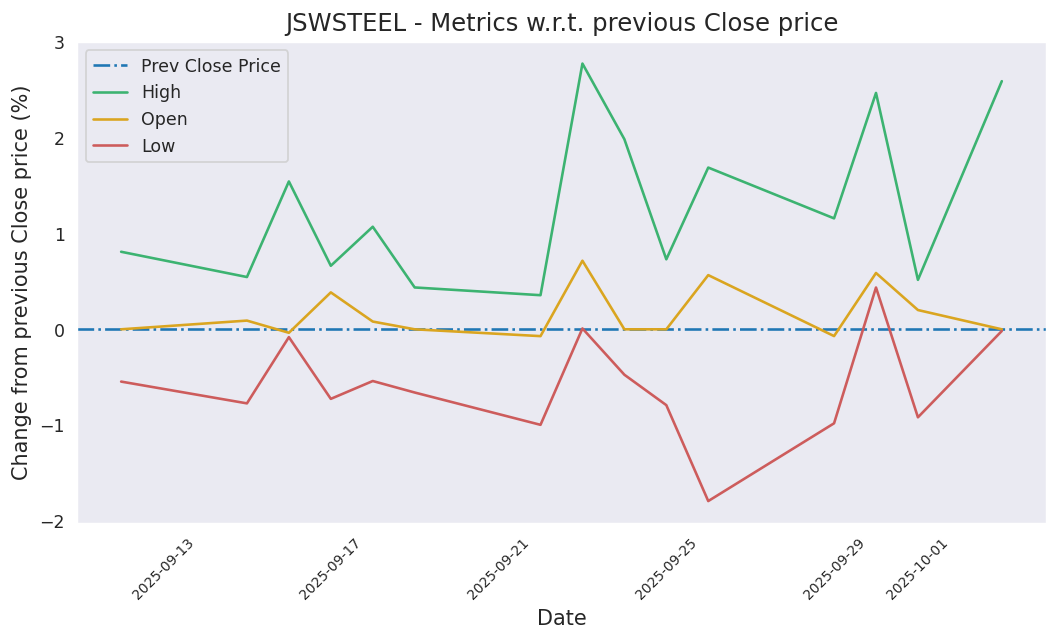 JSWSTEEL - Metrics w.r.t. previous Close price
Change from previous Close price (%)
3
2
1
0
−1
−2
Prev Close Price
High
Open
Low
2025-09-13
2025-09-17
2025-09-21
2025-09-25
2025-09-29
2025-10-01
Date